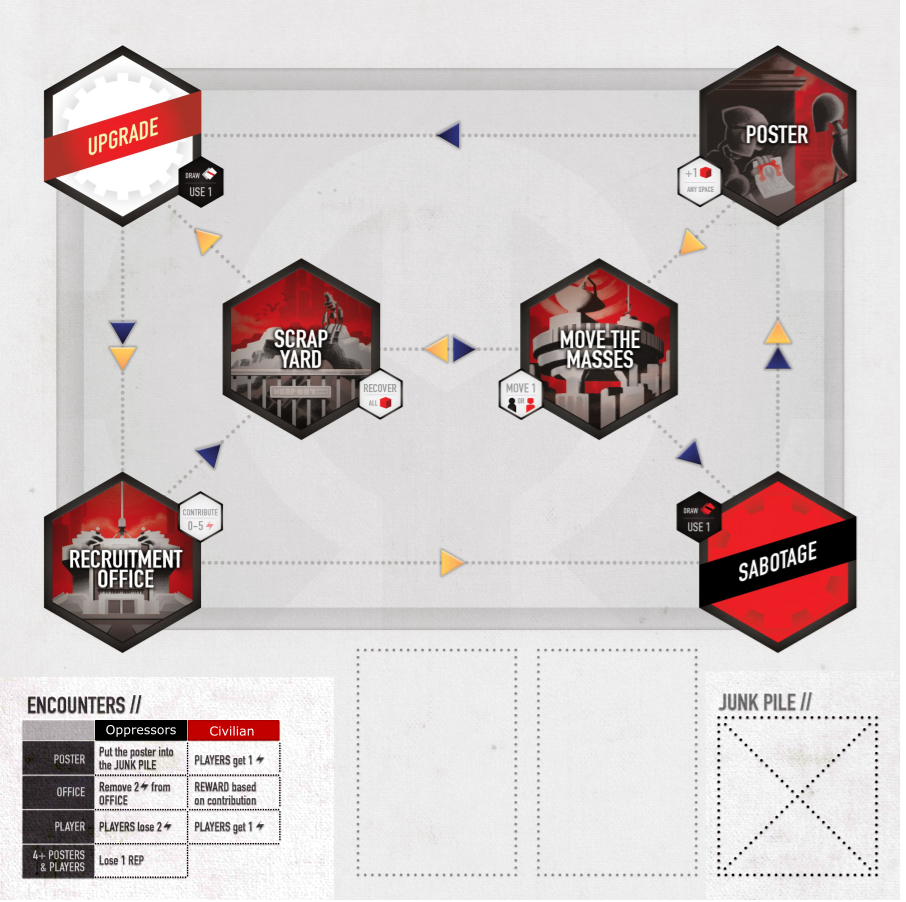 UPGRADE
DRAW
USE 1
POSTER
+1
ANY SPACE
SCRAP
YARD
RECOVER
ALL
MOVE THE
MASSES
MOVE 1
OR
RECRUITMENT
OFFICE
CONTRIBUTE
0-5
DRAW
USE 1
SABOTAGE
ENCOUNTERS //
Oppressors Civilian
POSTER
Put the poster into
the JUNK PILE
PLAYERS get 1
OFFICE
Remove 2 from
OFFICE
REWARD based
on contribution
PLAYER
PLAYERS lose 2
PLAYERS get 1
4+ POSTERS
& PLAYERS
Lose 1 REP
JUNK PILE //